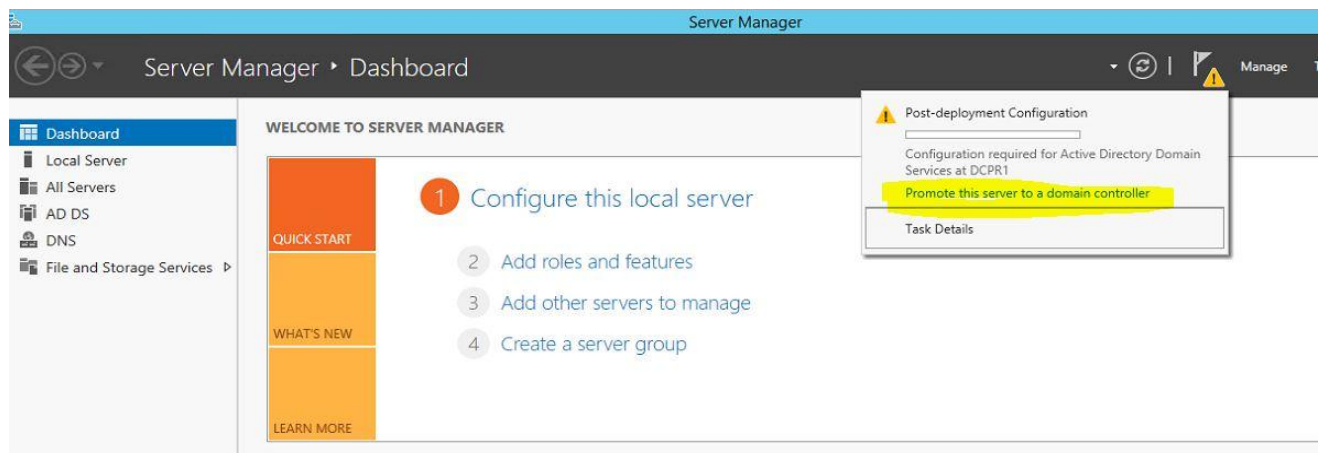 Server Manager
Server Manager • Dashboard
Manage
Dashboard
Local Server
All Servers
AD DS
DNS
File and Storage Services
WELCOME TO SERVER MANAGER
QUICK START
WHAT'S NEW
LEARN MORE
1 Configure this local server
2 Add roles and features
3 Add other servers to manage
4 Create a server group
Post-deployment Configuration
Configuration required for Active Directory Domain
Services at DCPR1
Promote this server to a domain controller
Task Details